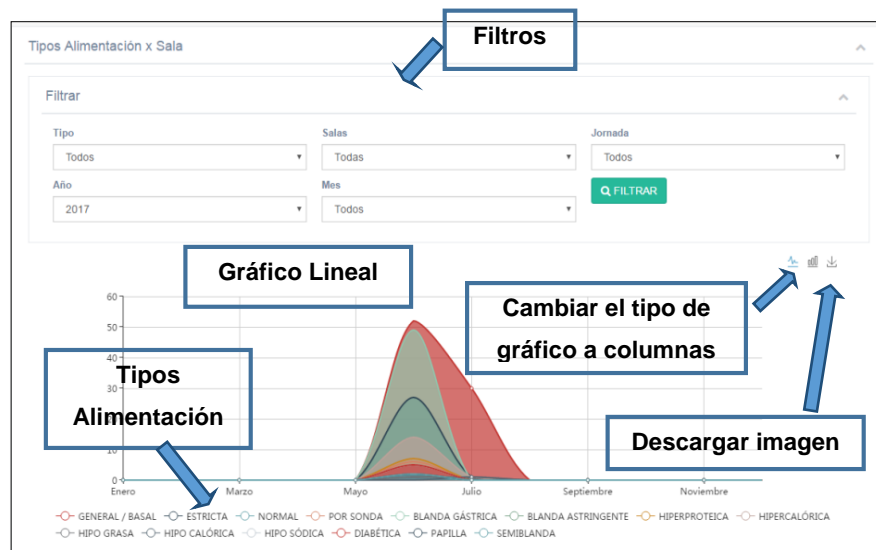 Filtros
Tipos Alimentación x Sala
Filtrar
Tipo
Salas
Jornada
Todos
Todas
Todos
Año
Mes
FILTRAR
2017
Todos
Gráfico Lineal
Cambiar el tipo de
gráfico a columnas
Tipos
Alimentación
Descargar imagen
60
50
40
30
0
Enero
Marzo
Mayo
Julio
Septiembre
Noviembre
GENERAL / BASAL
ESTRICTA
NORMAL
POR SONDA
BLANDA GÁSTRICA
BLANDA ASTRINGENTE
HIPERPROTEICA
HIPERCALÓRICA
HIPO GRASA
HIPO CALÓRICA
HIPO SÓDICA
DIABÉTICA
PAPILLA
SEMIBLANDA